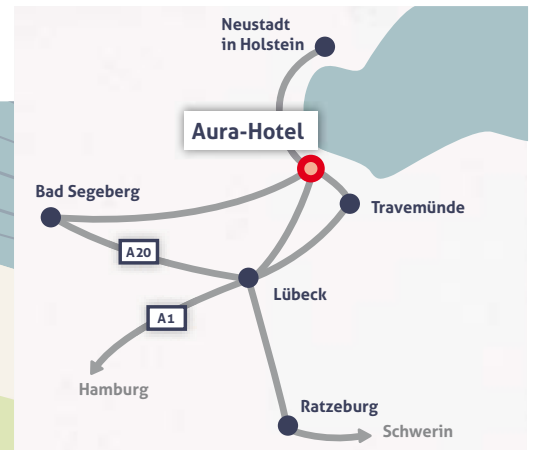 Neustadt
in Holstein
Aura-Hotel
Bad Segeberg
Travemünde
A20
Lübeck
A1
Hamburg
Ratzeburg
Schwerin